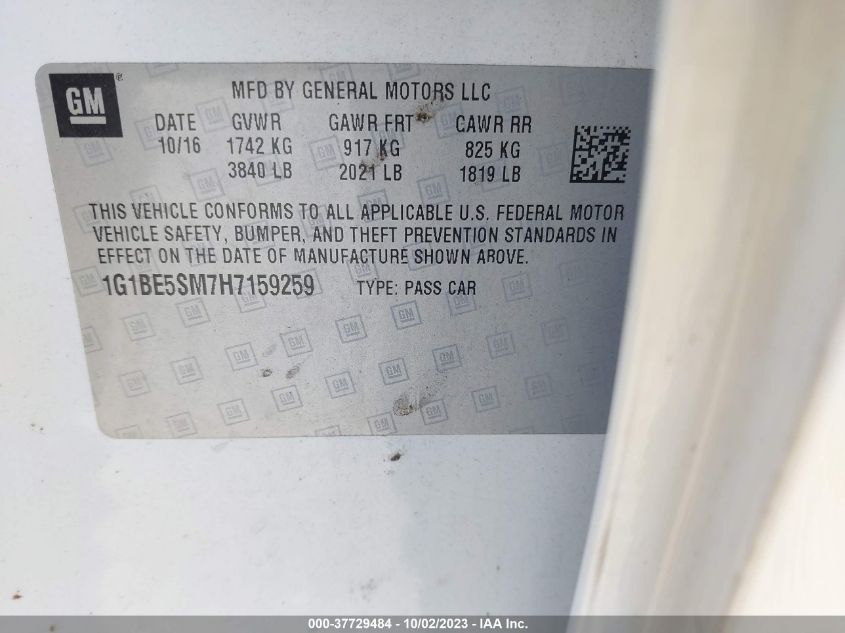 GM ® MFD BY GENERAL MOTORS LLC
DATE GVWR GAWR FRT GAWR RR
10/16 1742 KG 917 KG 825 KG
3840 LB 2021 LB 1819 LB
THIS VEHICLE CONFORMS TO ALL APPLICABLE U.S. FEDERAL MOTOR
VEHICLE SAFETY, BUMPER, AND THEFT PREVENTION STANDARDS IN
EFFECT ON THE DATE OF MANUFACTURE SHOWN ABOVE.
1G1BE5SM7H7159259 TYPE: PASS CAR
000-37729484 - 10/02/2023 - IAA Inc.